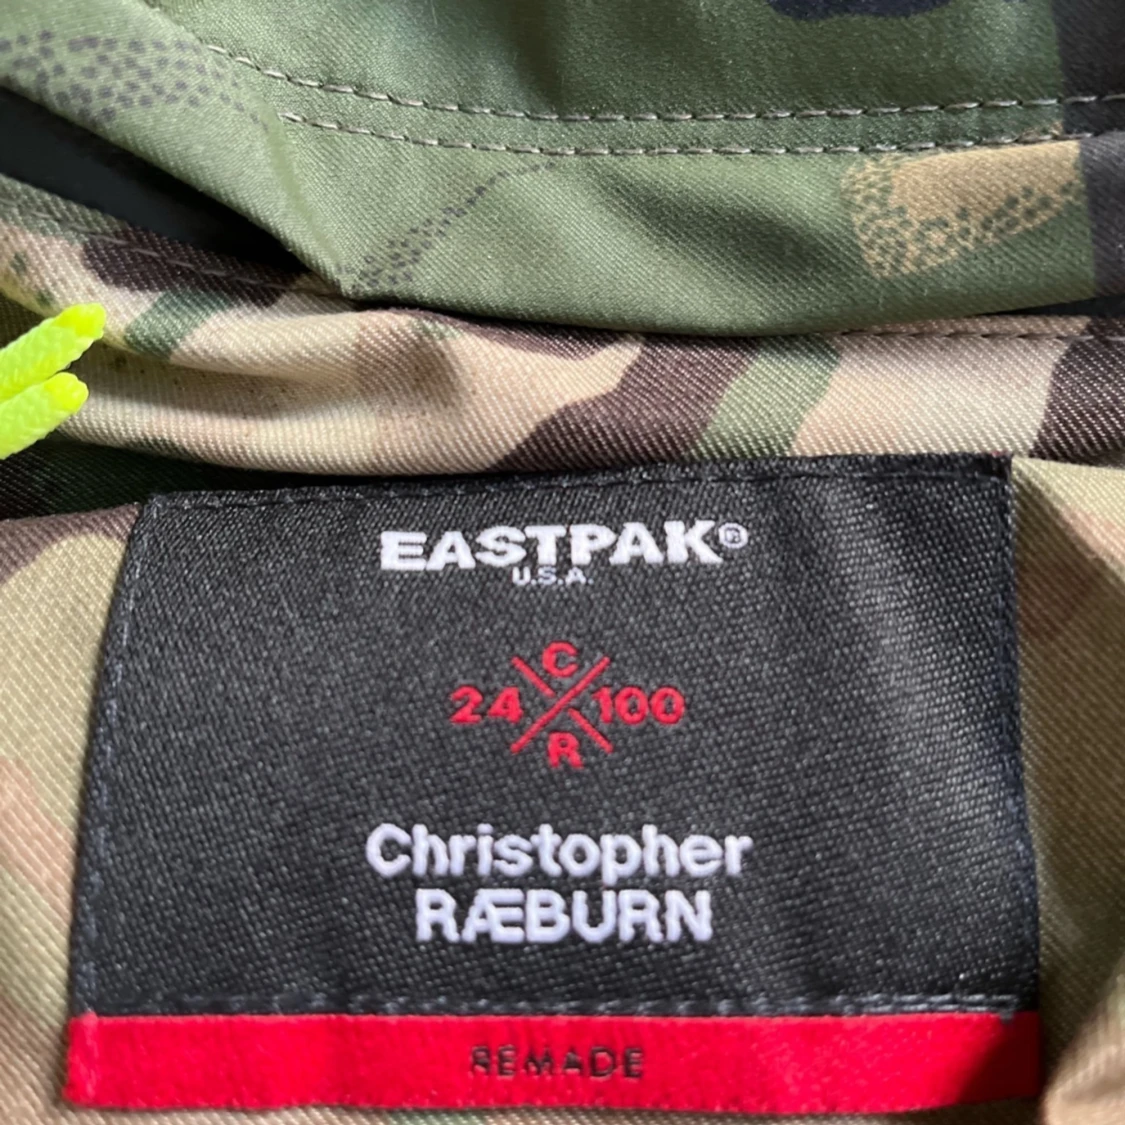 EASTPAK®
U.S.A.
C
24 100
R
Christopher
RÆBURN
REMADE